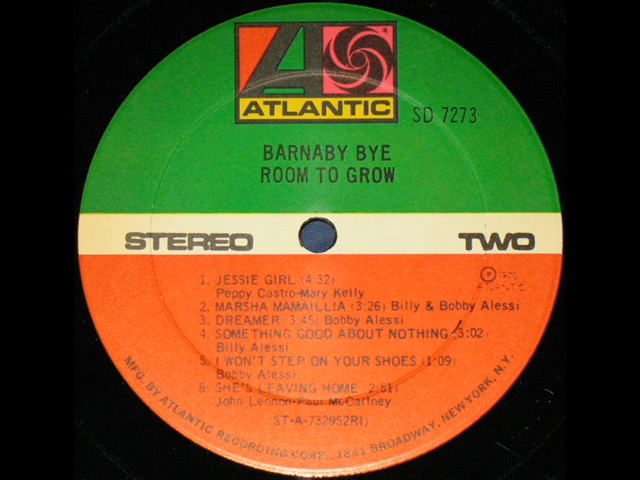 ATLANTIC
SD 7273
BARNABY BYE
ROOM TO GROW
STEREO TWO
1. JESSIE GIRL (4:32)
Peppy Castro-Mary Kelly
2. MARSHA MAMAILLIA (3:26) Billy & Bobby Alessi
3. DREAMER (3:45) Bobby Alessi
4. SOMETHING GOOD ABOUT NOTHING (3:02)
Billy Alessi
5. I WON'T STEP ON YOUR SHOES (1:09)
Bobby Alessi
6. SHE'S LEAVING HOME (2:51)
John Lennon-Paul McCartney
(ST-A-732952RI)
℗
ATLANTIC
MFG. BY ATLANTIC RECORDING CORP., 1841 BROADWAY, NEW YORK, N.Y.